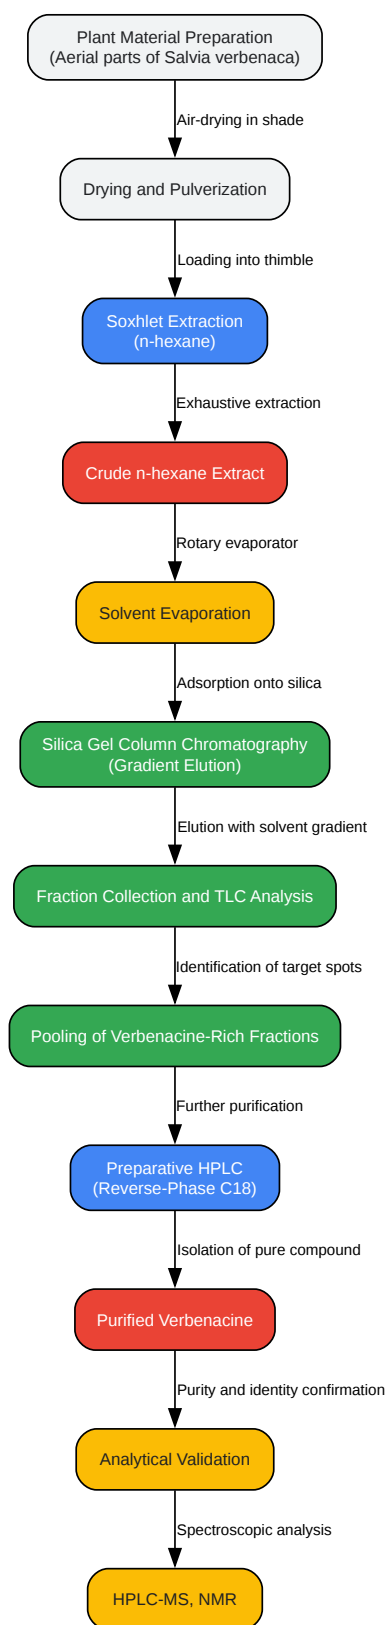 Plant Material Preparation
(Aerial parts of Salvia verbenaca)
Air-drying in shade
Drying and Pulverization
Loading into thimble
Soxhlet Extraction
(n-hexane)
Exhaustive extraction
Crude n-hexane Extract
Rotary evaporator
Solvent Evaporation
Adsorption onto silica
Silica Gel Column Chromatography
(Gradient Elution)
Elution with solvent gradient
Fraction Collection and TLC Analysis
Identification of target spots
Pooling of Verbenacine-Rich Fractions
Further purification
Preparative HPLC
(Reverse-Phase C18)
Isolation of pure compound
Purified Verbenacine
Purity and identity confirmation
Analytical Validation
Spectroscopic analysis
HPLC-MS, NMR